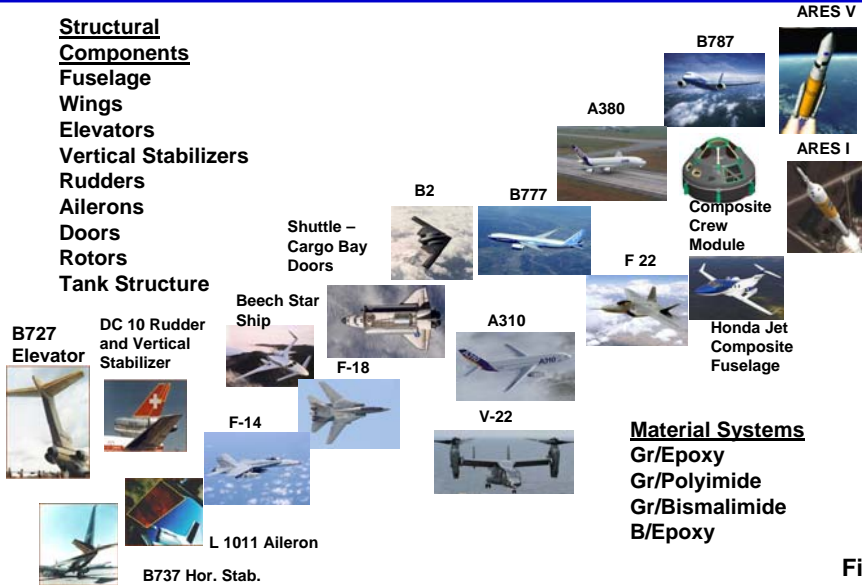 Structural
Components
Fuselage
Wings
Elevators
Vertical Stabilizers
Rudders
Ailerons
Doors
Rotors
Tank Structure
B727
Elevator
DC 10 Rudder
and Vertical
Stabilizer
B737 Hor. Stab.
L 1011 Aileron
F-14
Beech Star
Ship
F-18
Shuttle –
Cargo Bay
Doors
B2
A310
V-22
B777
F 22
A380
B787
Composite
Crew
Module
Honda Jet
Composite
Fuselage
ARES V
ARES I
Material Systems
Gr/Epoxy
Gr/Polyimide
Gr/Bismalimide
B/Epoxy
Fi